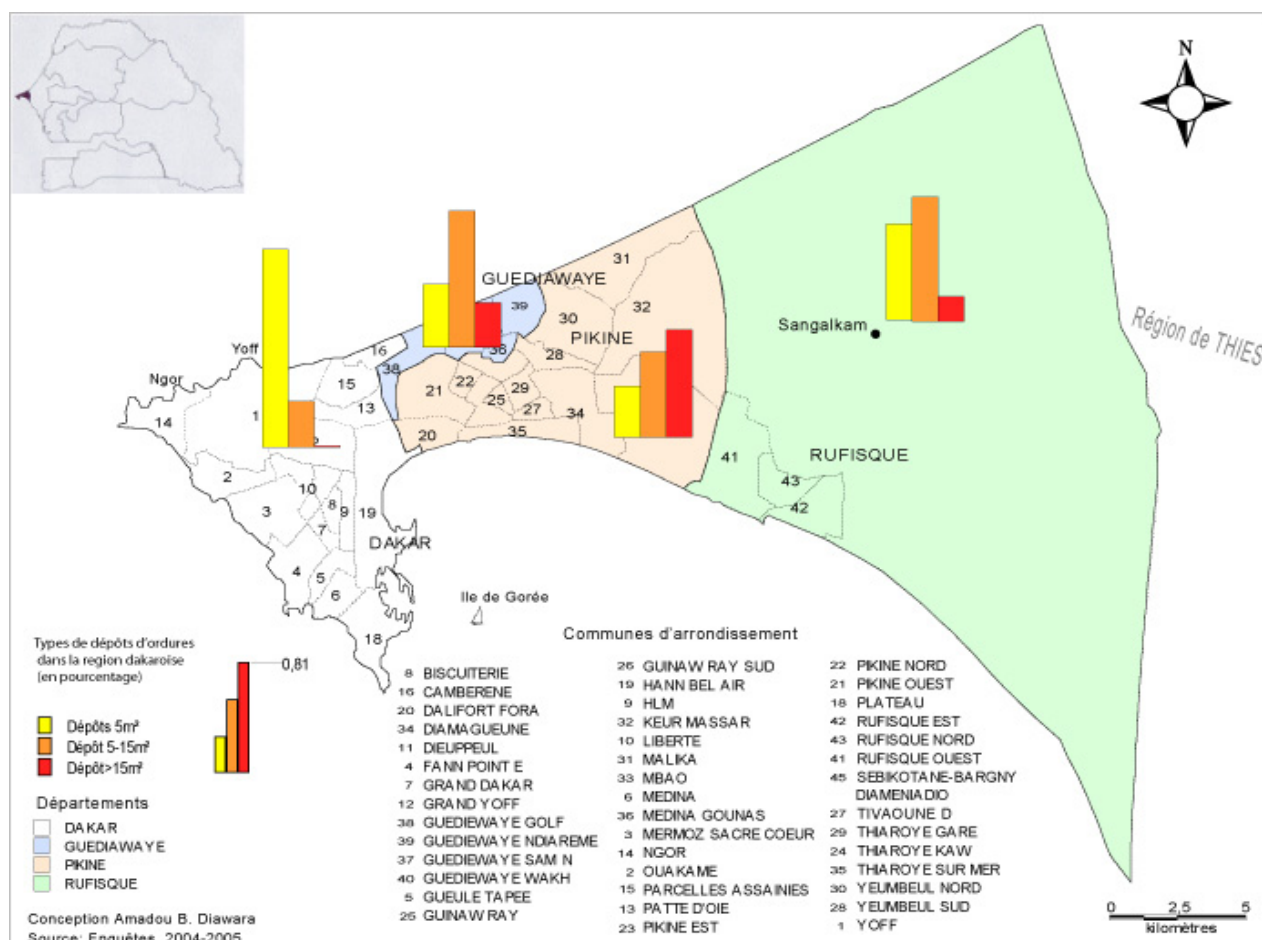 N
GUEDIAWAYE
31
39
32
30
Sangalkam
Région de THIES
PIKINE
Yoff
16
36
28
38
Ngor
15
22
29
21
25
1
13
27
34
14
35
20
RUFISQUE
41
2
43
10
42
8
3
9
19
7
DAKAR
4
5
6
Ile de Gorée
18
Types de dépôts d'ordures
dans la region dakaroise
(en pourcentage)
0,81
Dépôts 5m²
Dépôt 5-15m²
Dépôt>15m²
Départements
DAKAR
GUEDIAWAYE
PIKINE
RUFISQUE
Conception Amadou B. Diawara
Source: Enquêtes, 2004-2005
Communes d'arrondissement
8 BISCUITERIE
16 CAMBERENE
20 DALIFORT FORA
34 DIAMAGUEUNE
11 DIEUPPEUL
4 FANN POINT E
7 GRAND DAKAR
12 GRAND YOFF
38 GUEDIEWAYE GOLF
39 GUEDIEWAYE NDIAREME
37 GUEDIEWAYE SAM N
40 GUEDIEWAYE WAKH
5 GUEULE TAPEE
25 GUINAW RAY
26 GUINAW RAY SUD
19 HANN BEL AIR
9 HLM
32 KEUR MASSAR
10 LIBERTE
31 MALIKA
33 MBAO
6 MEDINA
36 MEDINA GOUNAS
3 MERMOZ SACRE COEUR
14 NGOR
2 OUAKAME
15 PARCELLES ASSAINIES
13 PATTE D'OIE
23 PIKINE EST
22 PIKINE NORD
21 PIKINE OUEST
18 PLATEAU
42 RUFISQUE EST
43 RUFISQUE NORD
41 RUFISQUE OUEST
45 SEBIKOTANE-BARGNY
DIAMENIADIO
27 TIVAOUNE D
29 THIAROYE GARE
24 THIAROYE KAW
35 THIAROYE SUR MER
30 YEUMBEUL NORD
28 YEUMBEUL SUD
1 YOFF
0 2,5 5
kilomètres